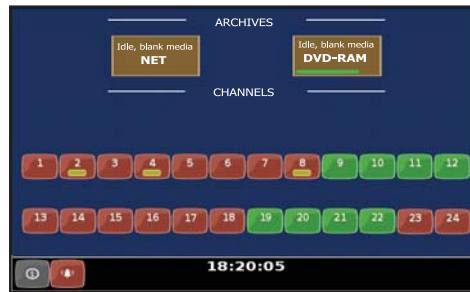 ARCHIVES
Idle, blank media
NET
Idle, blank media
DVD-RAM
CHANNELS
1 2 3 4 5 6 7 8 9 10 11 12
13 14 15 16 17 18 19 20 21 22 23 24
18:20:05